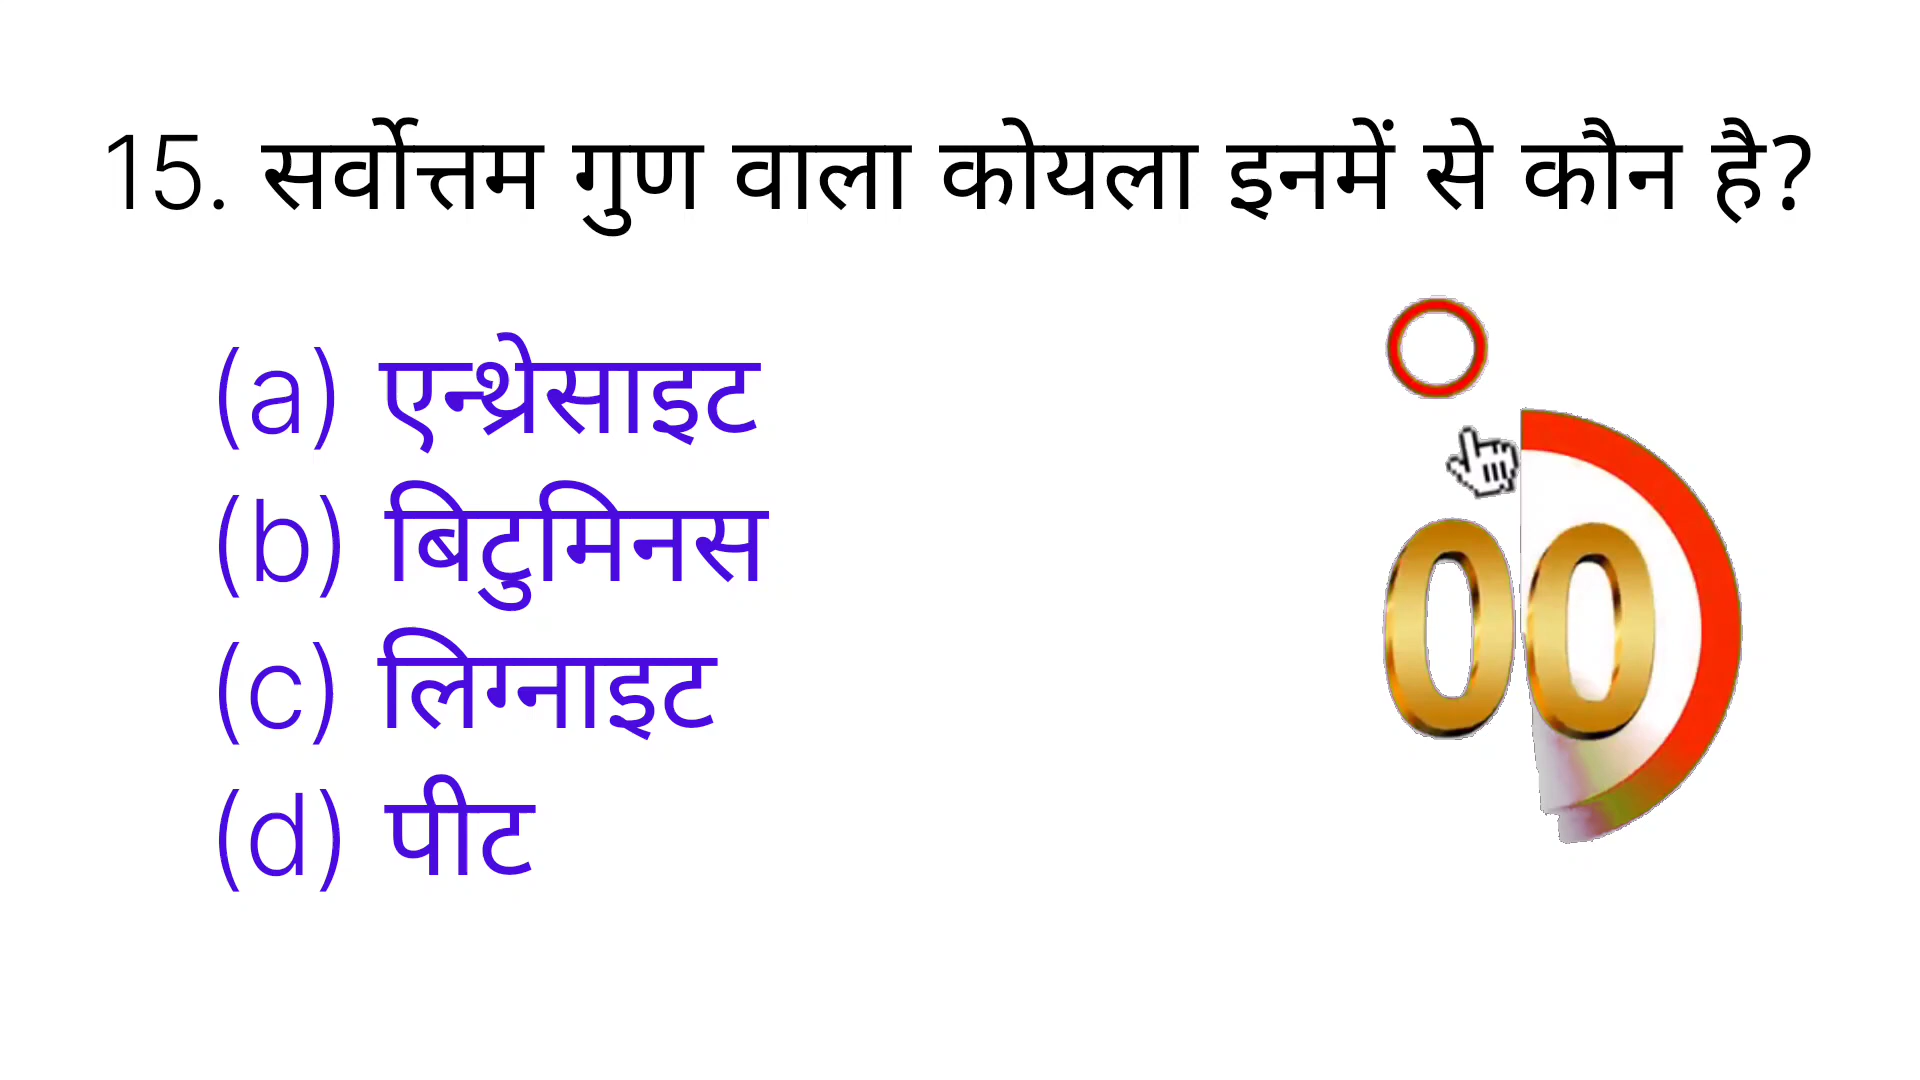 15. सर्वोत्तम गुण वाला कोयला इनमें से कौन है?
(a) एन्थ्रेसाइट
(b) बिटुमिनस
(c) लिग्नाइट
(d) पीट
00